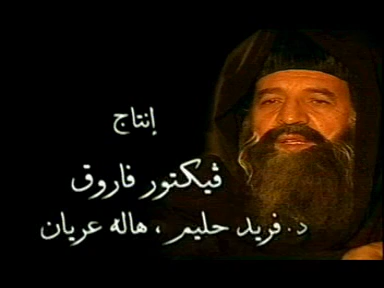 إنتاج
ڤيكتور فاروق
د. فريد حليم ، هاله عريان